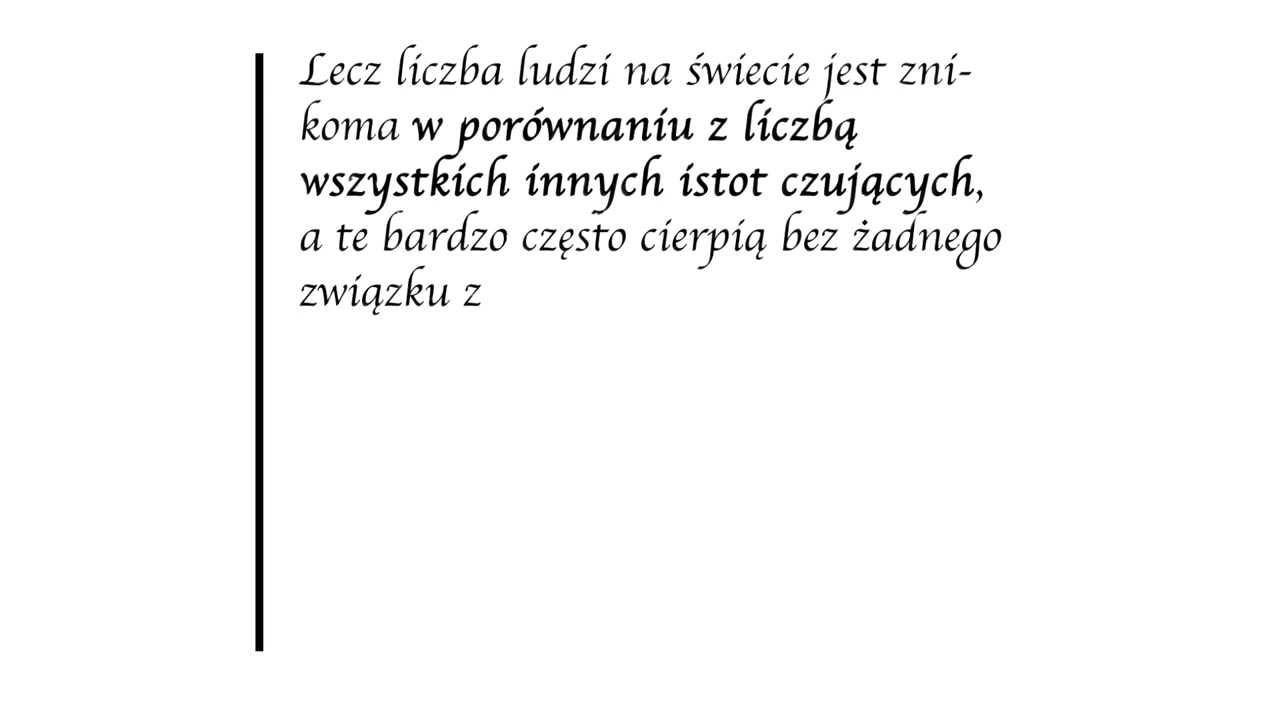 Lecz liczba ludzi na świecie jest zni-
koma w porównaniu z liczbą
wszystkich innych istot czujących,
a te bardzo często cierpią bez żadnego
związku z